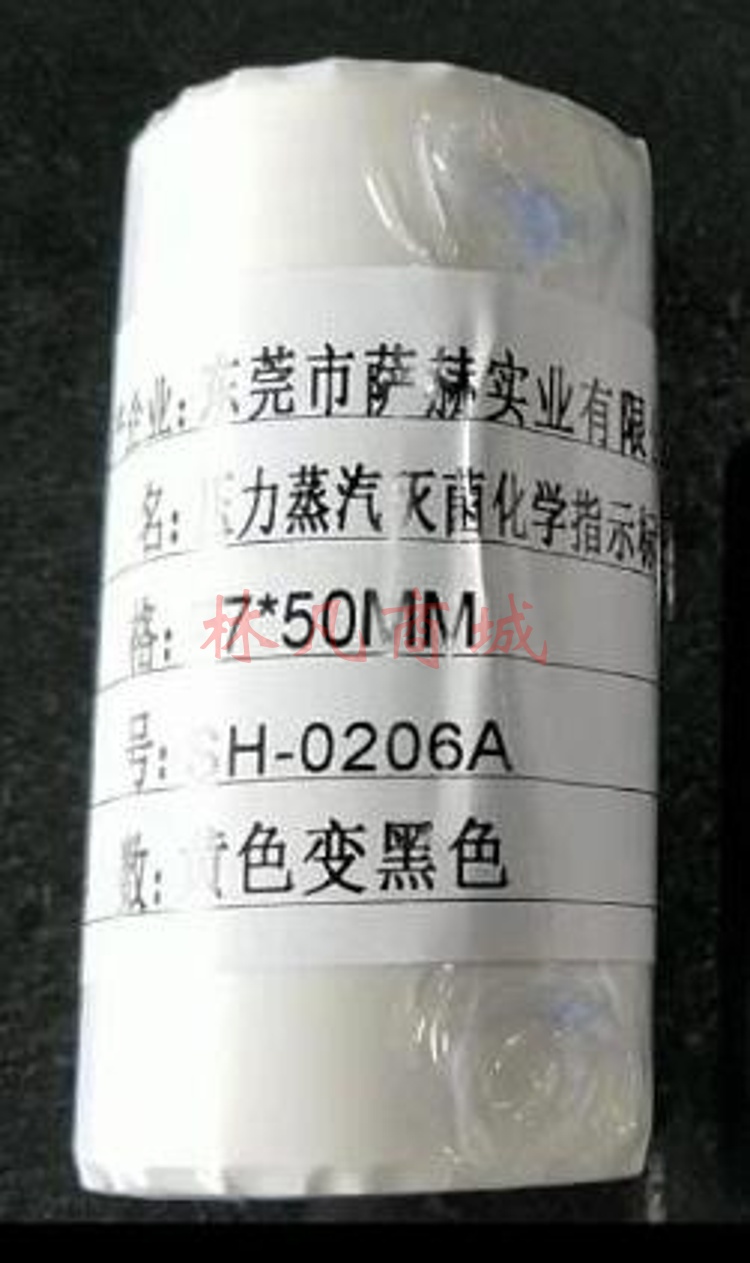 企业: 东莞市萨赫实业有限
名: 压力蒸汽灭菌化学指示标
格: 7*50MM
林凡商城
号: SH-0206A
数: 黄色变黑色